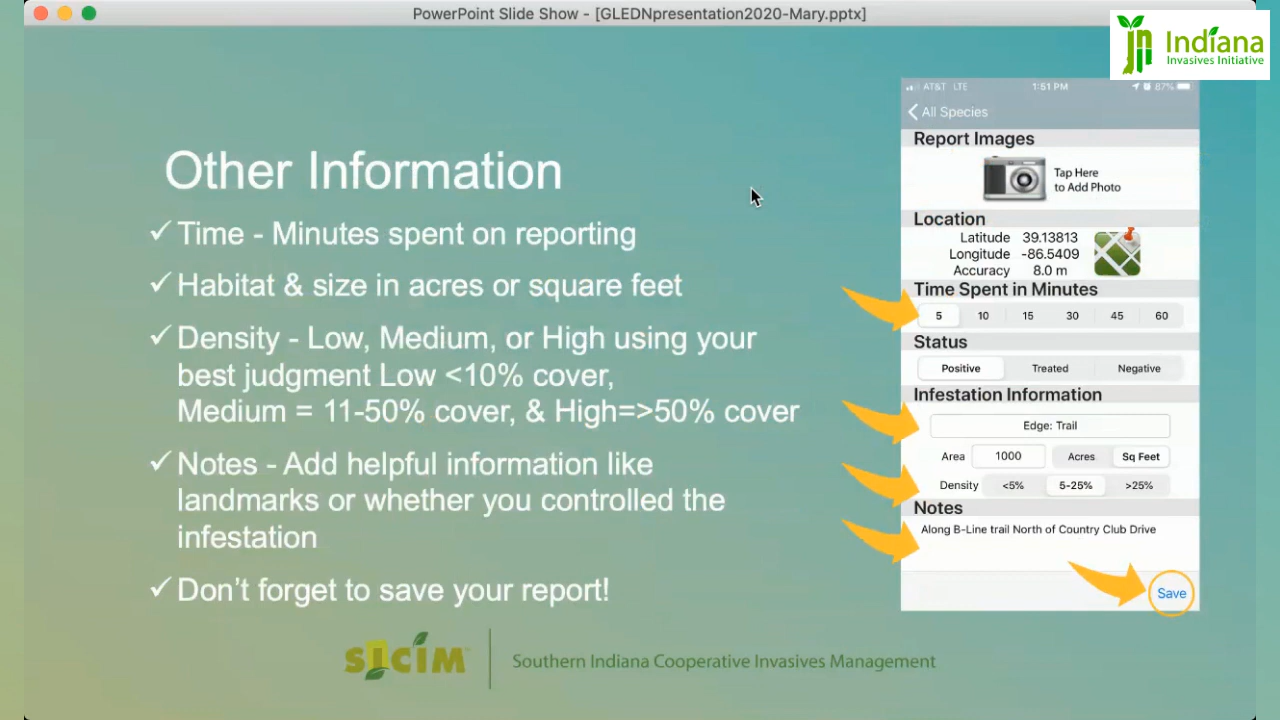 PowerPoint Slide Show - [GLEDNpresentation2020-Mary.pptx]
Indiana
Invasives Initiative
Other Information
✓ Time - Minutes spent on reporting
✓ Habitat & size in acres or square feet
✓ Density - Low, Medium, or High using your
best judgment Low <10% cover,
Medium = 11-50% cover, & High=>50% cover
✓ Notes - Add helpful information like
landmarks or whether you controlled the
infestation
✓ Don't forget to save your report!
AT&T LTE 1:51 PM 87%
All Species
Report Images
Tap Here
to Add Photo
Location
Latitude 39.13813
Longitude -86.5409
Accuracy 8.0 m
Time Spent in Minutes
5 10 15 30 45 60
Status
Positive Treated Negative
Infestation Information
Edge: Trail
Area 1000 Acres Sq Feet
Density <5% 5-25% >25%
Notes
Along B-Line trail North of Country Club Drive
Save
SICIM
Southern Indiana Cooperative Invasives Management